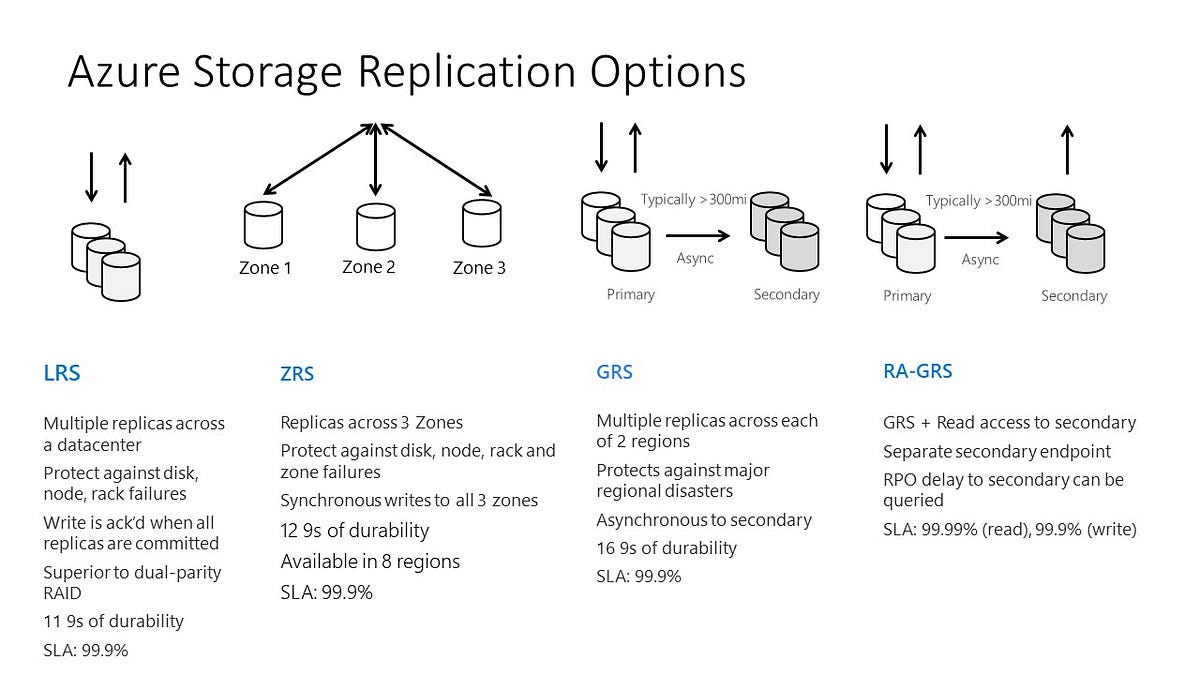 Azure Storage Replication Options
Zone 1
Zone 2
Zone 3
Typically >300mi
Async
Primary
Secondary
Typically >300mi
Async
Primary
Secondary
LRS
Multiple replicas across
a datacenter
Protect against disk,
node, rack failures
Write is ack'd when all
replicas are committed
Superior to dual-parity
RAID
11 9s of durability
SLA: 99.9%
ZRS
Replicas across 3 Zones
Protect against disk, node, rack and
zone failures
Synchronous writes to all 3 zones
12 9s of durability
Available in 8 regions
SLA: 99.9%
GRS
Multiple replicas across each
of 2 regions
Protects against major
regional disasters
Asynchronous to secondary
16 9s of durability
SLA: 99.9%
RA-GRS
GRS + Read access to secondary
Separate secondary endpoint
RPO delay to secondary can be
queried
SLA: 99.99% (read), 99.9% (write)